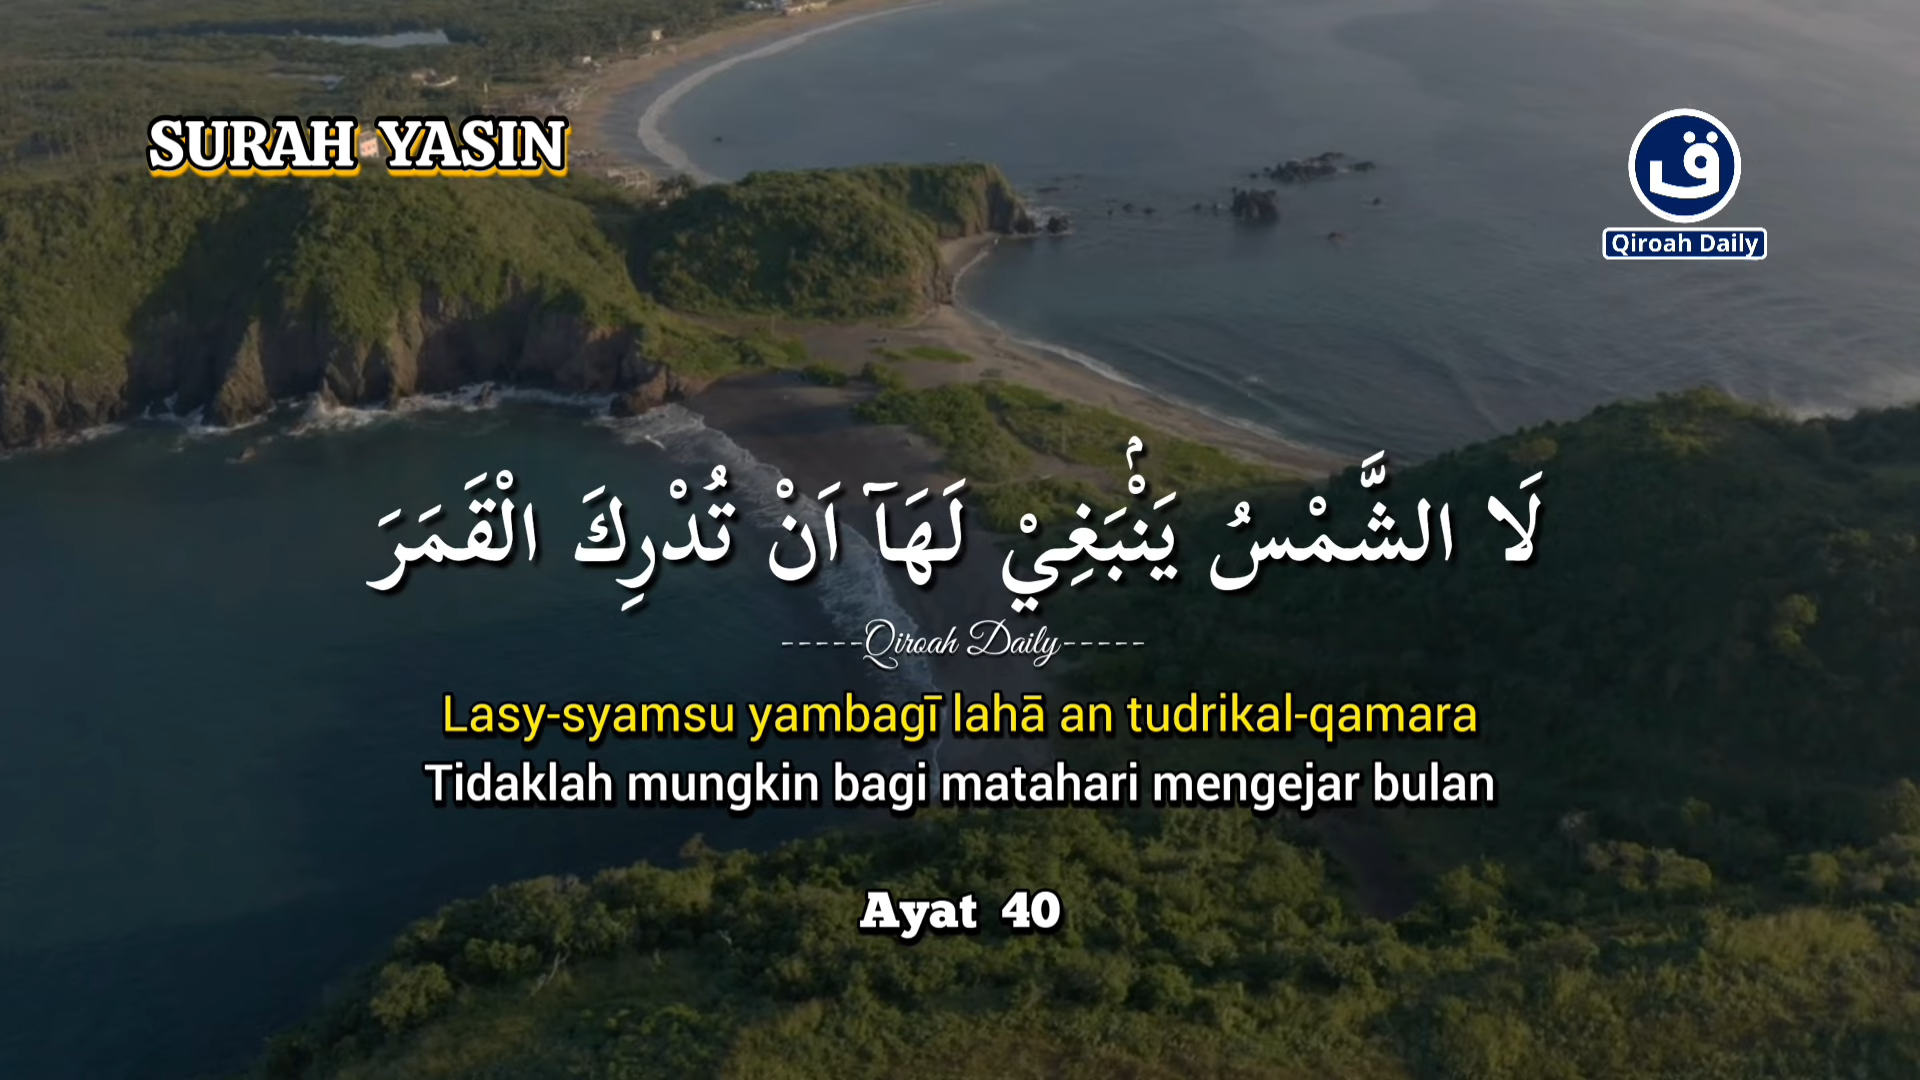 SURAH YASIN
ق
Qiroah Daily
لَا الشَّمْسُ يَنْۢبَغِيْ لَهَآ اَنْ تُدْرِكَ الْقَمَرَ
-----Qiroah Daily-----
Lasy-syamsu yambagī lahā an tudrikal-qamara
Tidaklah mungkin bagi matahari mengejar bulan
Ayat 40